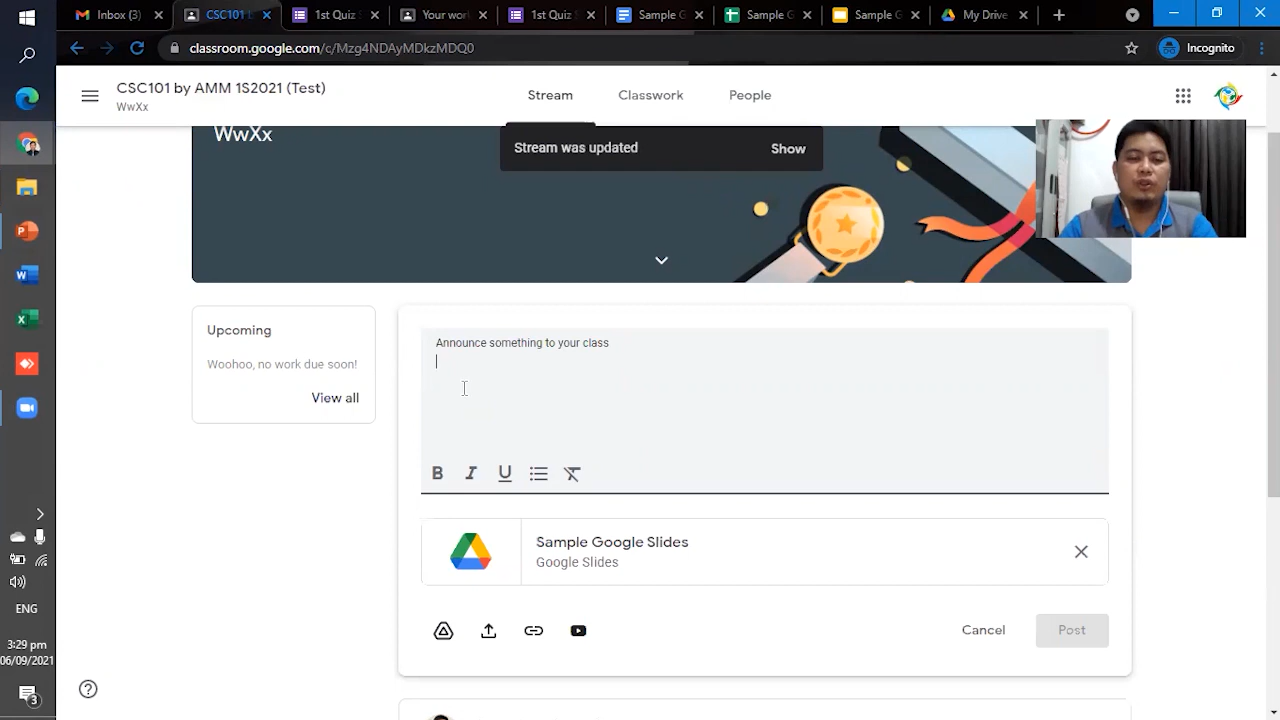 Inbox (3)
CSC101 b
1st Quiz S
Your wor
1st Quiz S
Sample G
Sample G
Sample G
My Drive
classroom.google.com/c/Mzg4NDAyMDkzMDQ0
Incognito
CSC101 by AMM 1S2021 (Test)
WwXx
Stream
Classwork
People
WwXx
Stream was updated
Show
Upcoming
Woohoo, no work due soon!
View all
Announce something to your class
B I U
Sample Google Slides
Google Slides
Cancel
Post
ENG
3:29 pm
06/09/2021
3